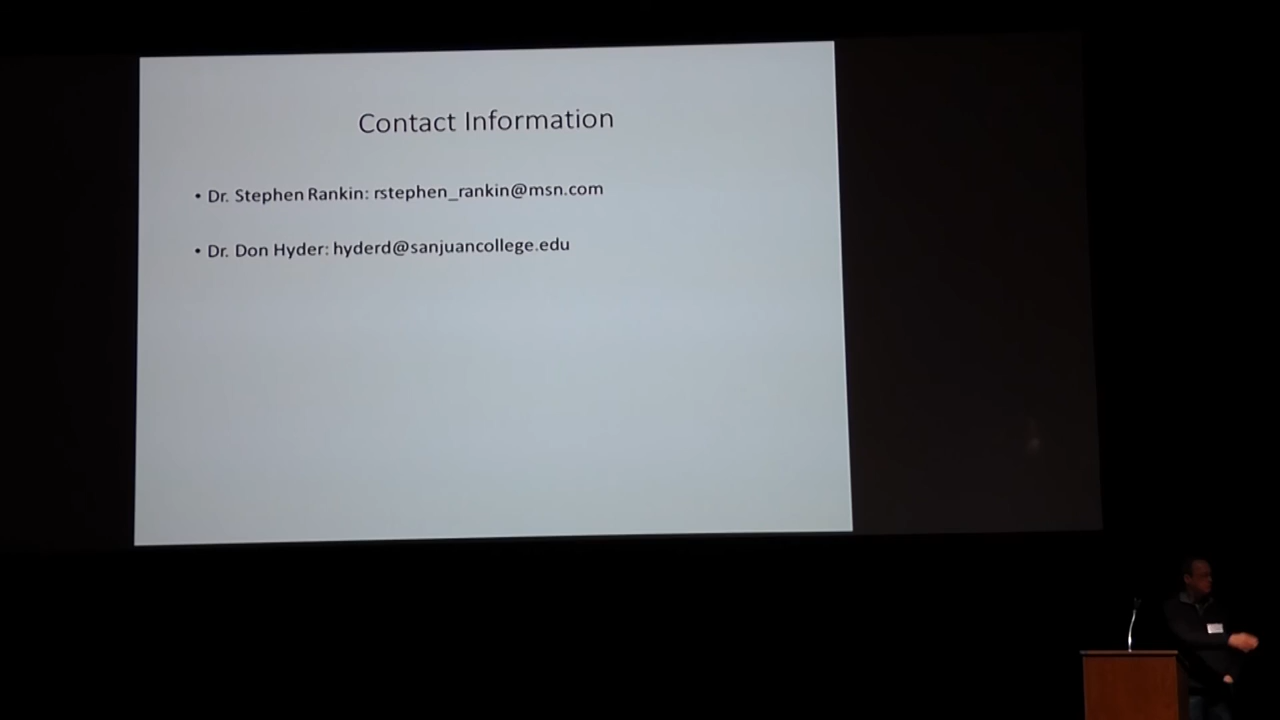 Contact Information
• Dr. Stephen Rankin: rstephen_rankin@msn.com
• Dr. Don Hyder: hyderd@sanjuancollege.edu